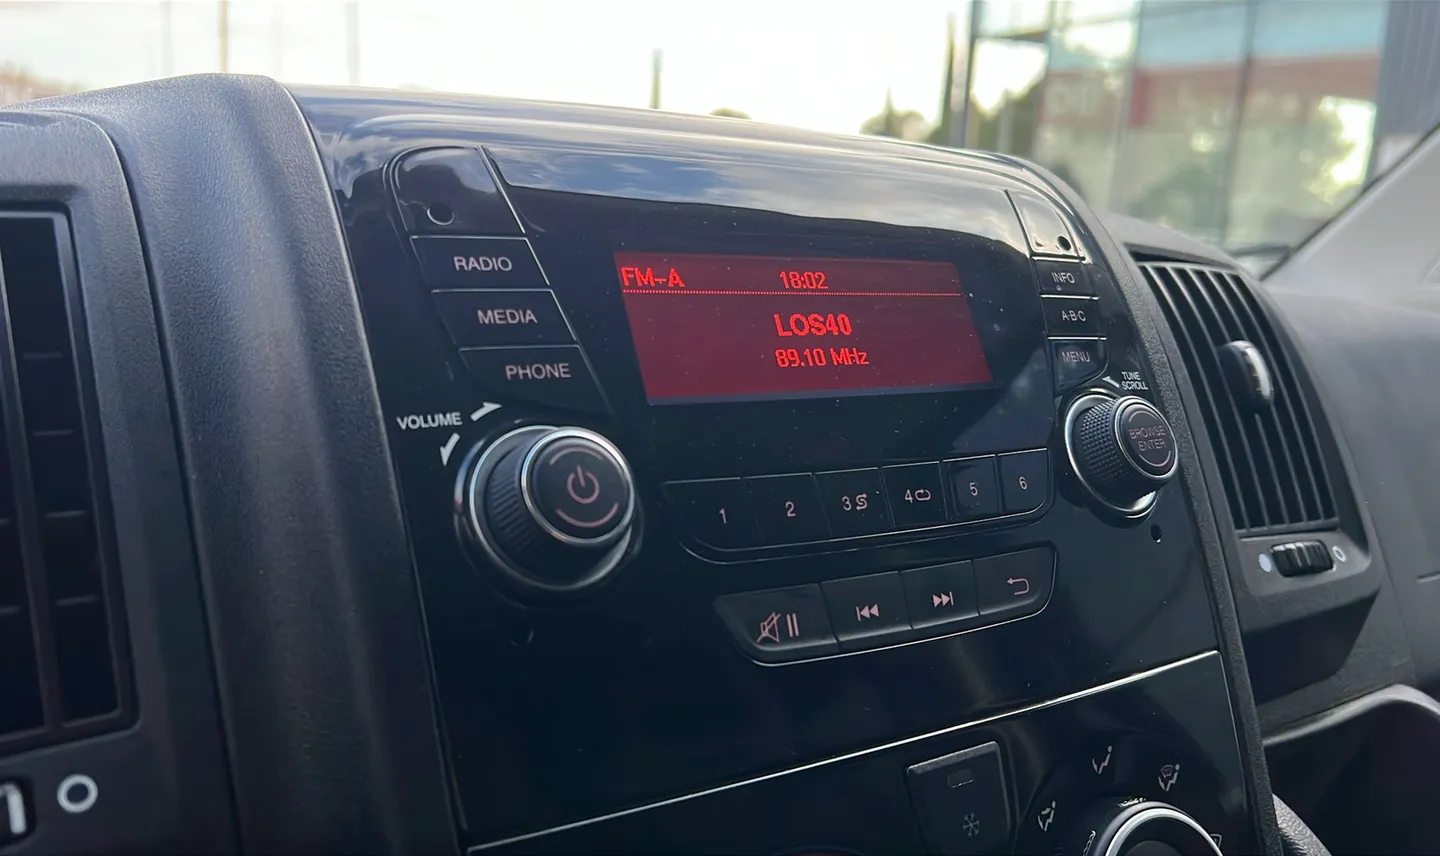 RADIO
MEDIA
PHONE
VOLUME
FM-A 18:02
LOS40
89.10 MHz
INFO
A·B·C
MENU
TUNE
SCROLL
BROWSE
ENTER
1 2 3 4 5 6